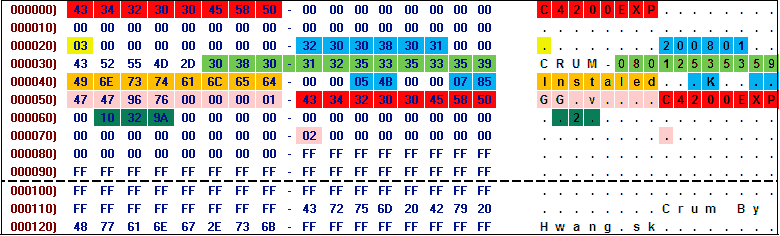 000000) 43 34 32 30 30 45 58 50 - 00 00 00 00 00 00 00 00 C4200EXP........
000010) 00 00 00 00 00 00 00 00 - 00 00 00 00 00 00 00 00 ................
000020) 03 00 00 00 00 00 00 00 - 32 30 30 38 30 31 00 00 ........200801..
000030) 43 52 55 4D 2D 30 38 30 - 31 32 35 33 35 33 35 39 CRUM-08012535359
000040) 49 6E 73 74 61 6C 65 64 - 00 00 05 4B 00 00 07 85 Instaled...K....
000050) 47 47 96 76 00 00 00 01 - 43 34 32 30 30 45 58 50 GG.v....C4200EXP
000060) 00 10 32 9A 00 00 00 00 - 00 00 00 00 00 00 00 00 ..2.............
000070) 00 00 00 00 00 00 00 00 - 02 00 00 00 00 00 00 00 ................
000080) 00 00 00 00 00 00 00 00 - FF FF FF FF FF FF FF FF ................
000090) FF FF FF FF FF FF FF FF - FF FF FF FF FF FF FF FF ................
000100) FF FF FF FF FF FF FF FF - FF FF FF FF FF FF FF FF ................
000110) FF FF FF FF FF FF FF FF - 43 72 75 6D 20 42 79 20 ........Crum By
000120) 48 77 61 6E 67 2E 73 6B - FF FF FF FF FF FF FF FF Hwang.sk........